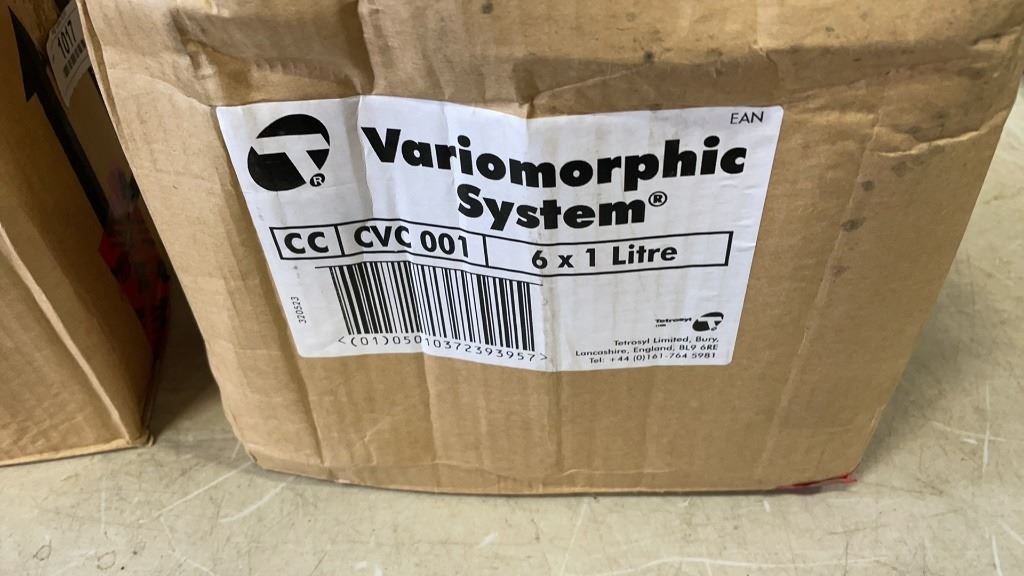 1017
EAN
T®
Variomorphic
System®
CC CVC 001 6 x 1 Litre
320523
<(01)05010372393957>
Tetrosyl
Tetrosyl Limited, Bury,
Lancashire, England, BL9 6RE
Tel: +44 (0)161-764 5981